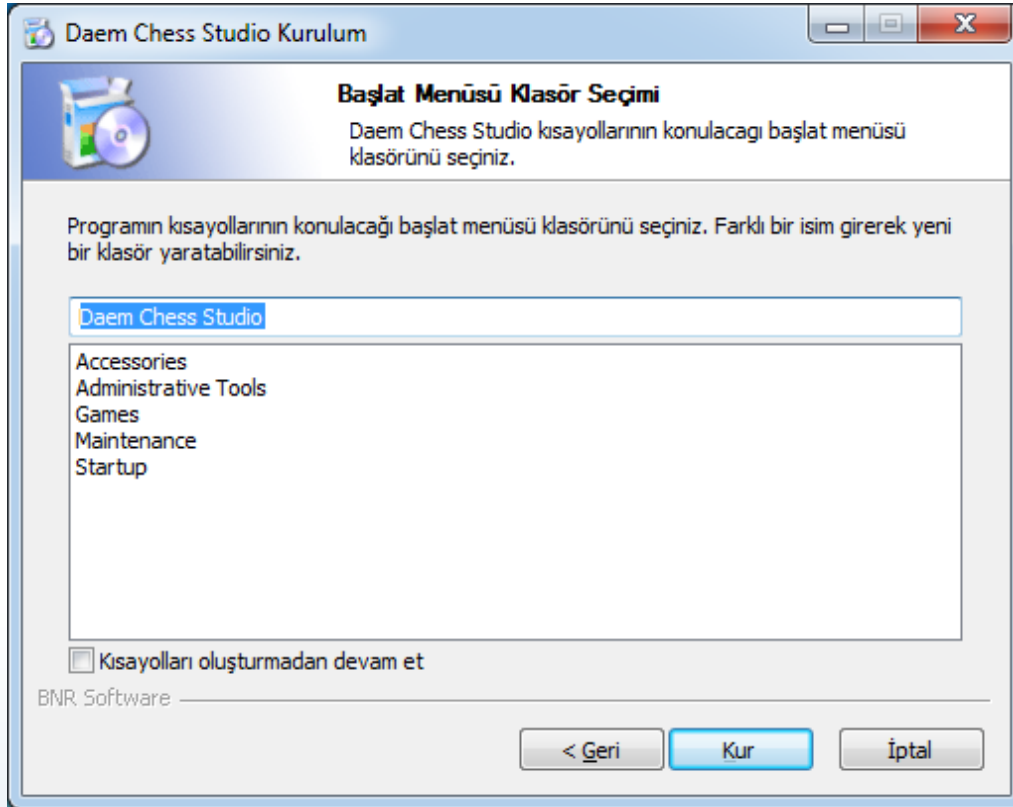 Daem Chess Studio Kurulum
Başlat Menüsü Klasör Seçimi
Daem Chess Studio kısayollarının konulacagı başlat menüsü
klasörünü seçiniz.
Programın kısayollarının konulacağı başlat menüsü klasörünü seçiniz. Farklı bir isim girerek yeni
bir klasör yaratabilirsiniz.
Daem Chess Studio
Accessories
Administrative Tools
Games
Maintenance
Startup
Kısayolları oluşturmadan devam et
BNR Software
< Geri
Kur
İptal